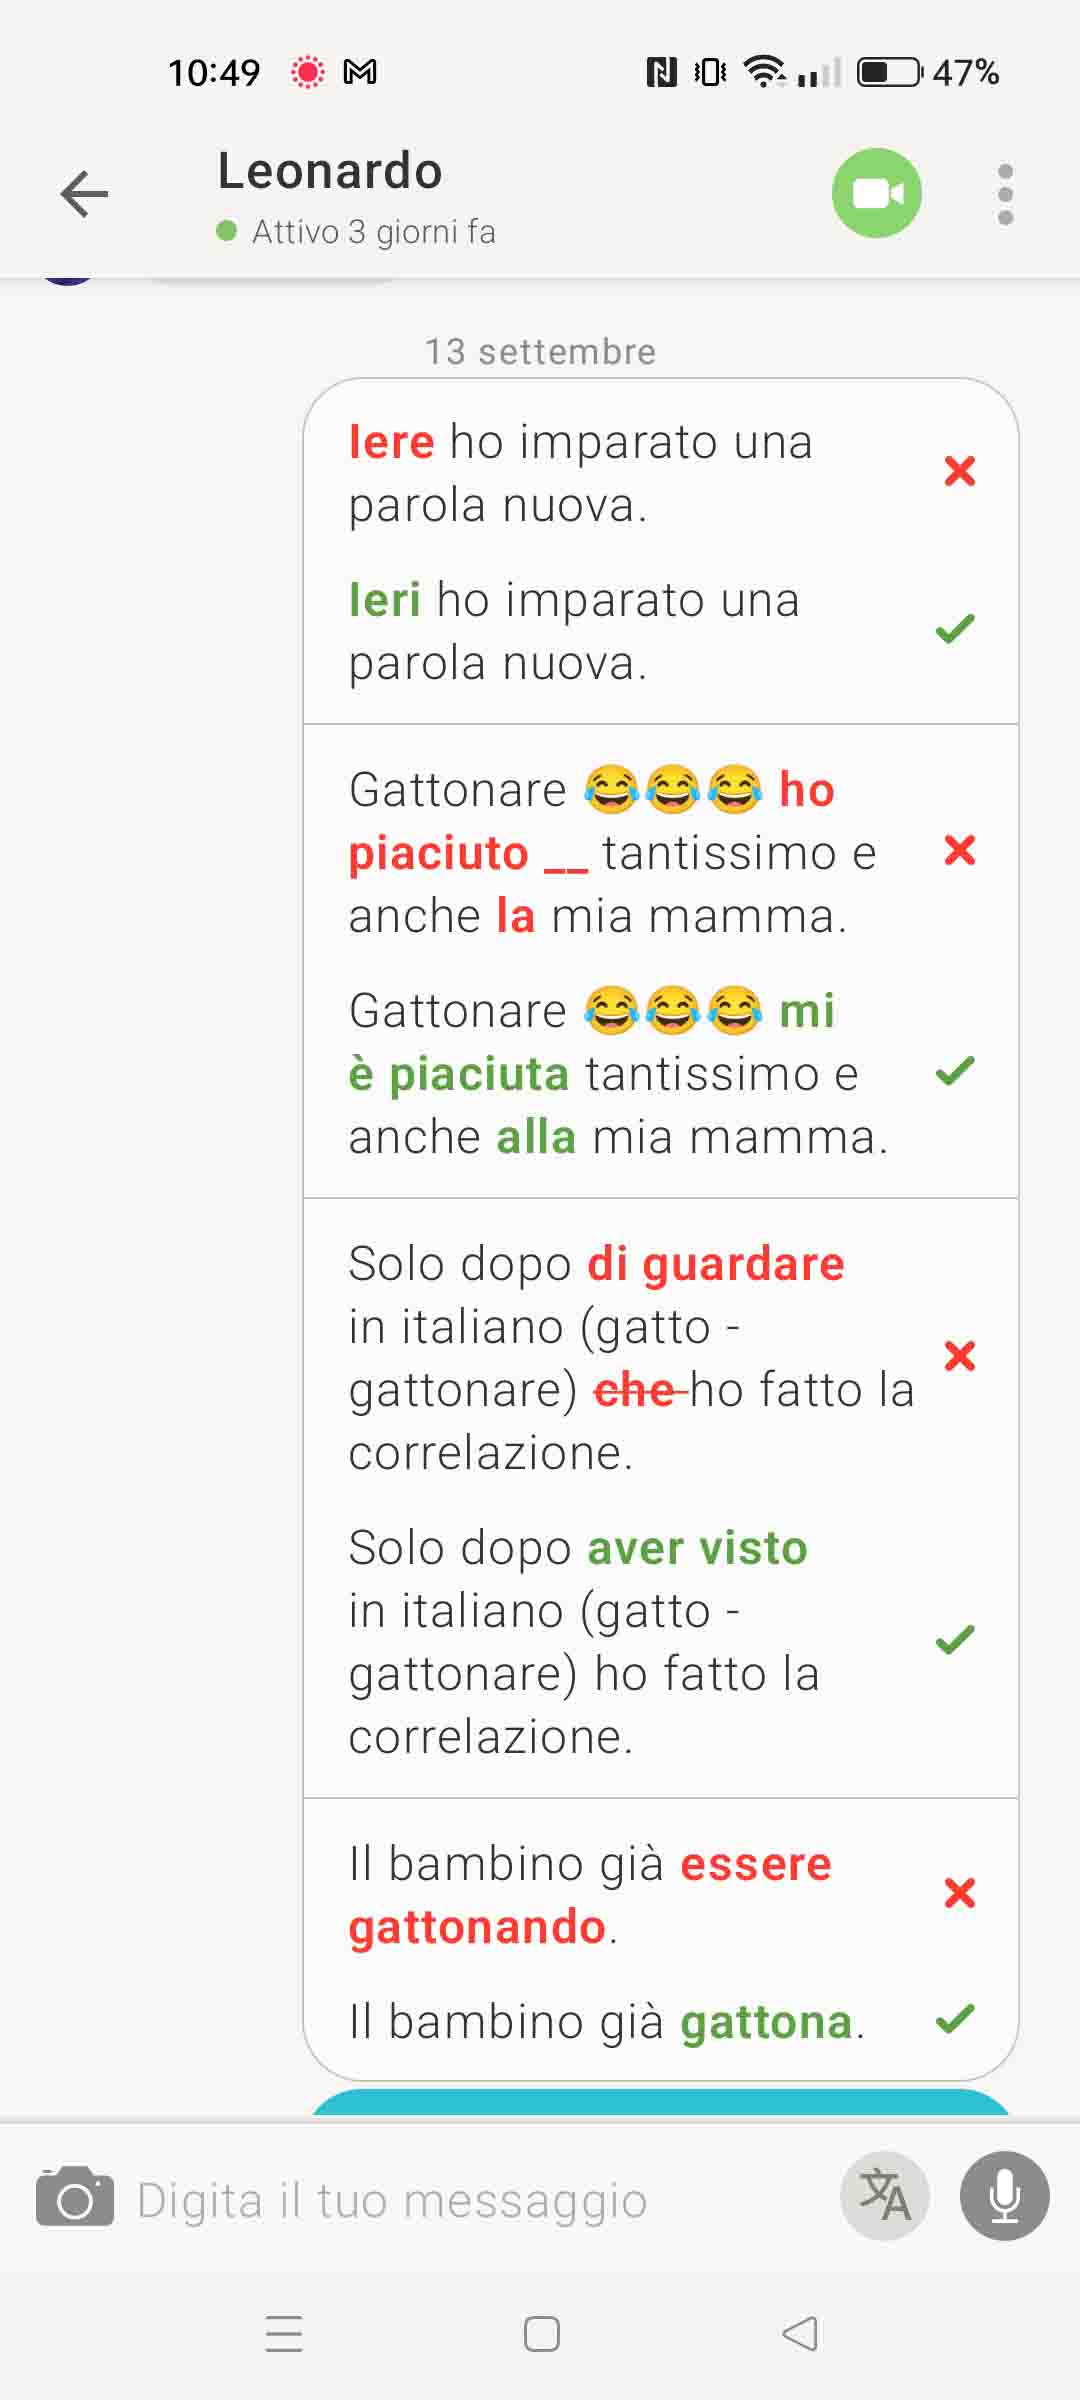 10:49 47%
Leonardo
Attivo 3 giorni fa
13 settembre
Iere ho imparato una
parola nuova.
Ieri ho imparato una
parola nuova.
Gattonare 😂😂😂 ho
piaciuto __ tantissimo e
anche la mia mamma.
Gattonare 😂😂😂 mi
è piaciuta tantissimo e
anche alla mia mamma.
Solo dopo di guardare
in italiano (gatto -
gattonare) che ho fatto la
correlazione.
Solo dopo aver visto
in italiano (gatto -
gattonare) ho fatto la
correlazione.
Il bambino già essere
gattonando.
Il bambino già gattona.
Digita il tuo messaggio